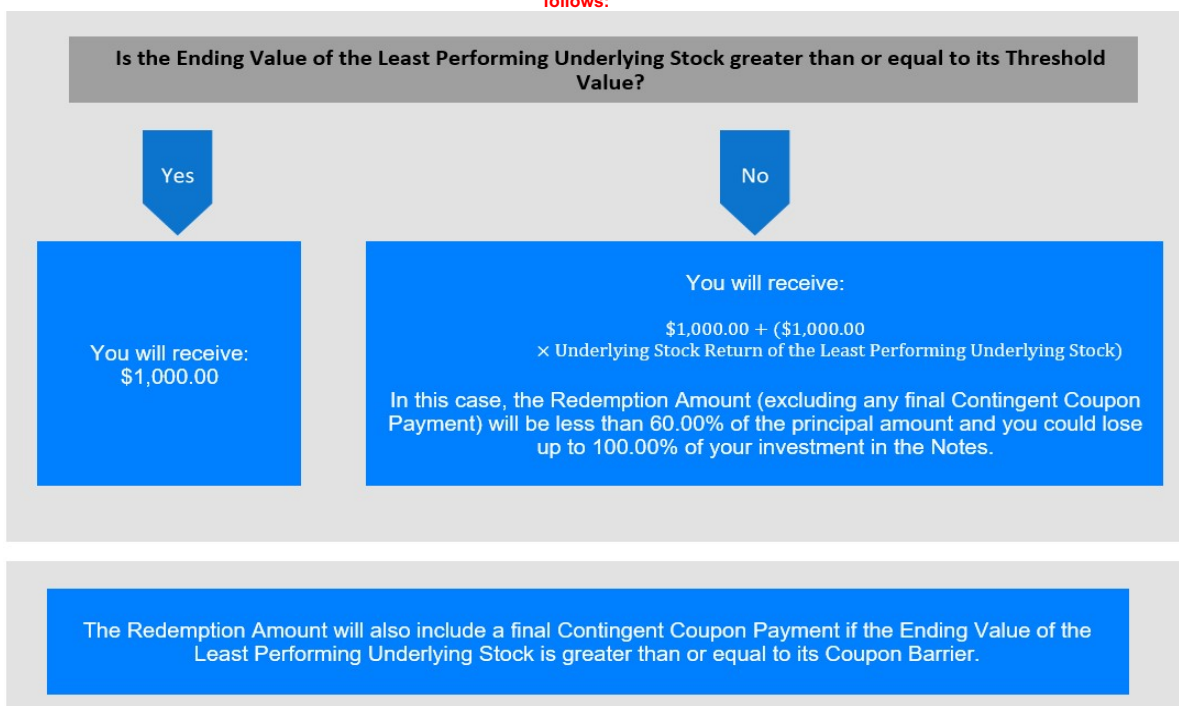 follows:
Is the Ending Value of the Least Performing Underlying Stock greater than or equal to its Threshold
Value?
Yes
No
You will receive:
$1,000.00
You will receive:
$1,000.00 + ($1,000.00
× Underlying Stock Return of the Least Performing Underlying Stock)
In this case, the Redemption Amount (excluding any final Contingent Coupon
Payment) will be less than 60.00% of the principal amount and you could lose
up to 100.00% of your investment in the Notes.
The Redemption Amount will also include a final Contingent Coupon Payment if the Ending Value of the
Least Performing Underlying Stock is greater than or equal to its Coupon Barrier.